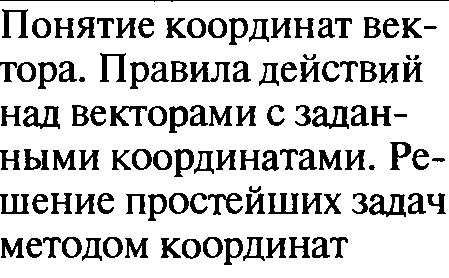 Понятие координат век-
тора. Правила действий
над векторами с задан-
ными координатами. Ре-
шение простейших задач
методом координат